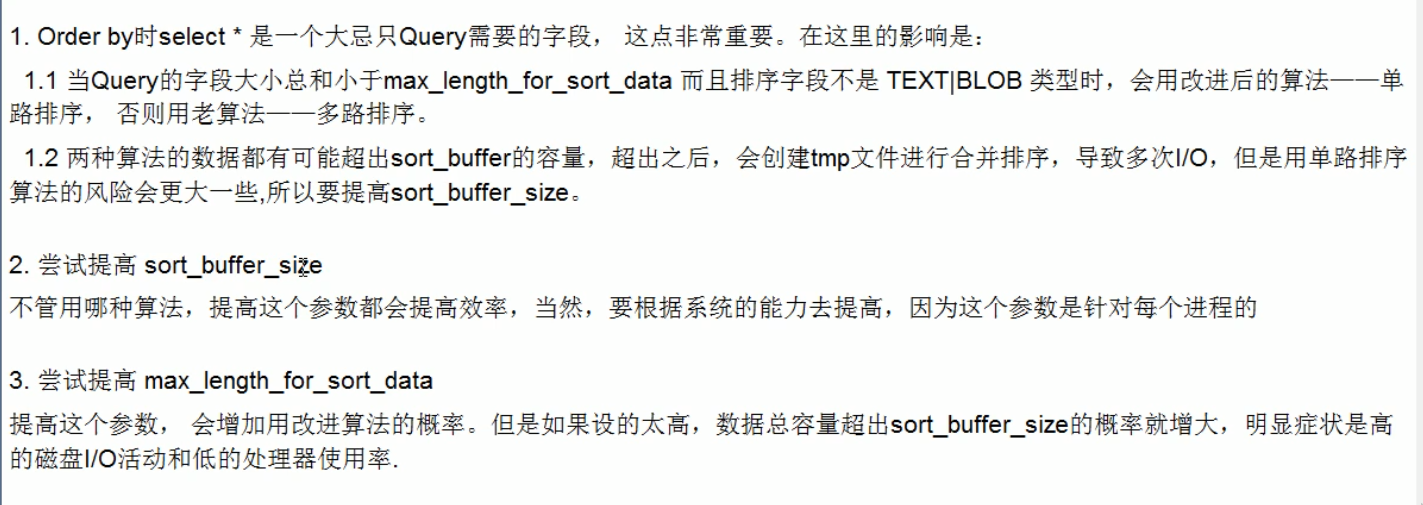 1. Order by时select * 是一个大忌只Query需要的字段， 这点非常重要。在这里的影响是：
1.1 当Query的字段大小总和小于max_length_for_sort_data 而且排序字段不是 TEXT|BLOB 类型时，会用改进后的算法——单
路排序， 否则用老算法——多路排序。
1.2 两种算法的数据都有可能超出sort_buffer的容量，超出之后，会创建tmp文件进行合并排序，导致多次I/O，但是用单路排序
算法的风险会更大一些,所以要提高sort_buffer_size。
2. 尝试提高 sort_buffer_size
不管用哪种算法，提高这个参数都会提高效率，当然，要根据系统的能力去提高，因为这个参数是针对每个进程的
3. 尝试提高 max_length_for_sort_data
提高这个参数， 会增加用改进算法的概率。但是如果设的太高，数据总容量超出sort_buffer_size的概率就增大，明显症状是高
的磁盘I/O活动和低的处理器使用率.